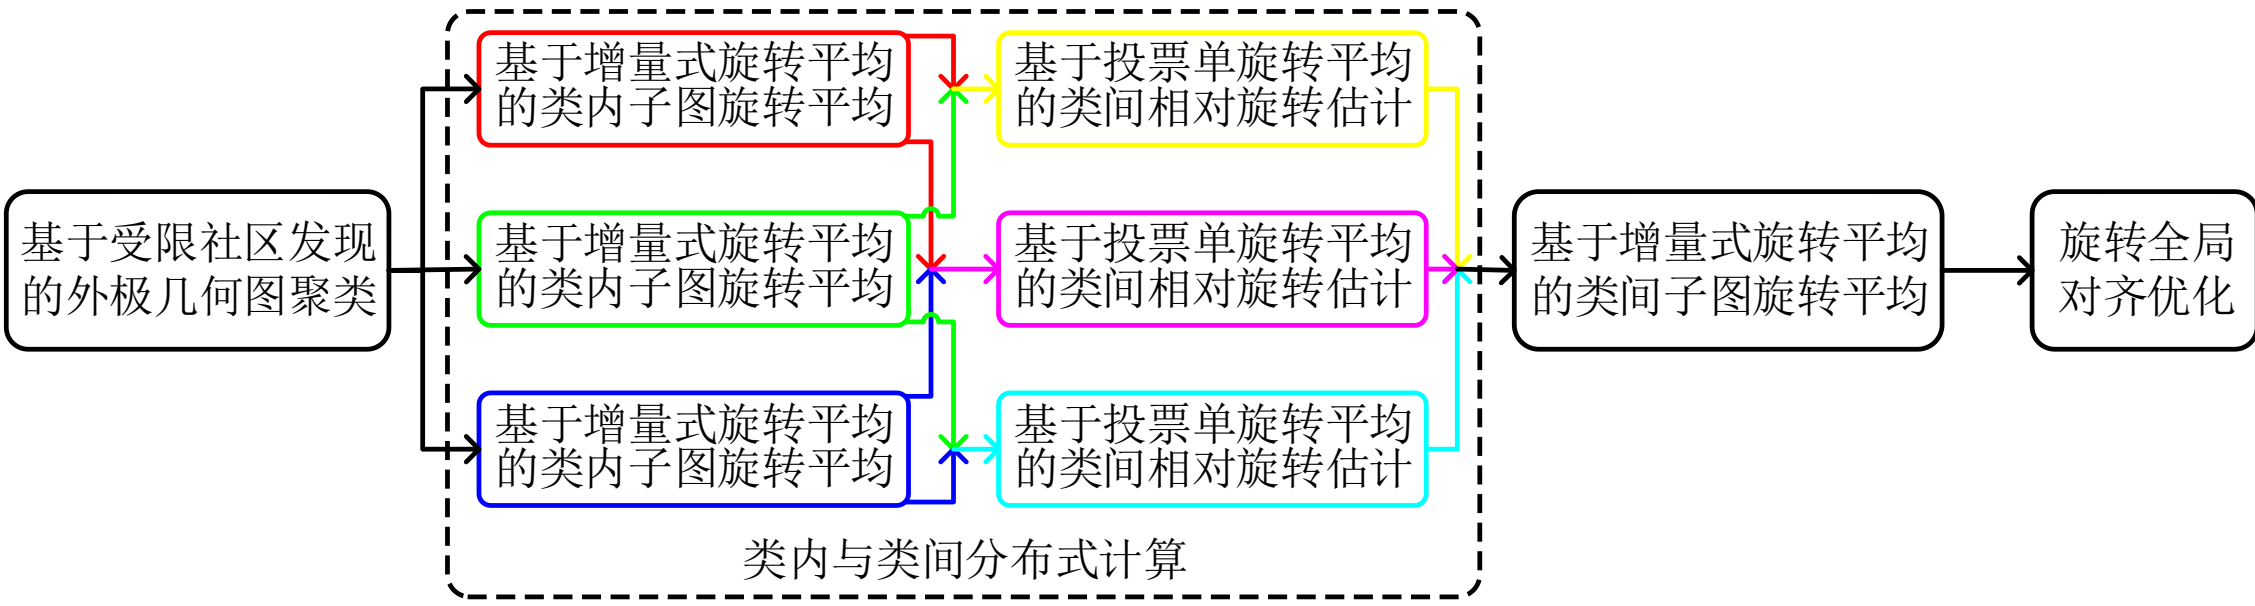 基于受限社区发现
的外极几何图聚类
基于增量式旋转平均
的类内子图旋转平均
基于增量式旋转平均
的类内子图旋转平均
基于增量式旋转平均
的类内子图旋转平均
基于投票单旋转平均
的类间相对旋转估计
基于投票单旋转平均
的类间相对旋转估计
基于投票单旋转平均
的类间相对旋转估计
类内与类间分布式计算
基于增量式旋转平均
的类间子图旋转平均
旋转全局
对齐优化